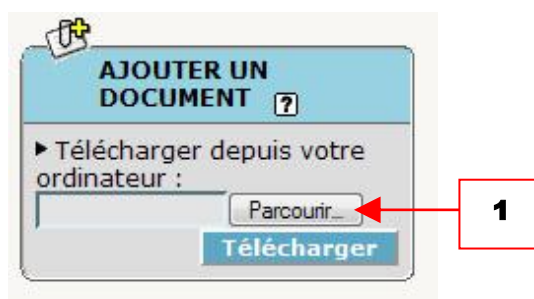 AJOUTER UN
DOCUMENT ?
▶ Télécharger depuis votre
ordinateur :
Parcourir... 1
Télécharger